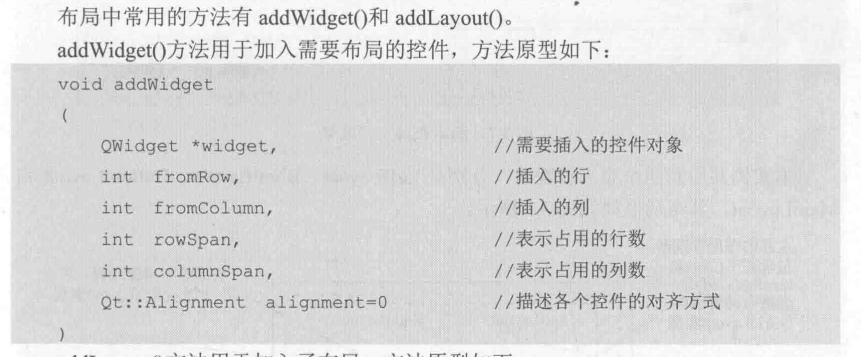 布局中常用的方法有 addWidget()和 addLayout()。
addWidget()方法用于加入需要布局的控件，方法原型如下：
void addWidget
(
QWidget *widget, //需要插入的控件对象
int fromRow, //插入的行
int fromColumn, //插入的列
int rowSpan, //表示占用的行数
int columnSpan, //表示占用的列数
Qt::Alignment alignment=0 //描述各个控件的对齐方式
)